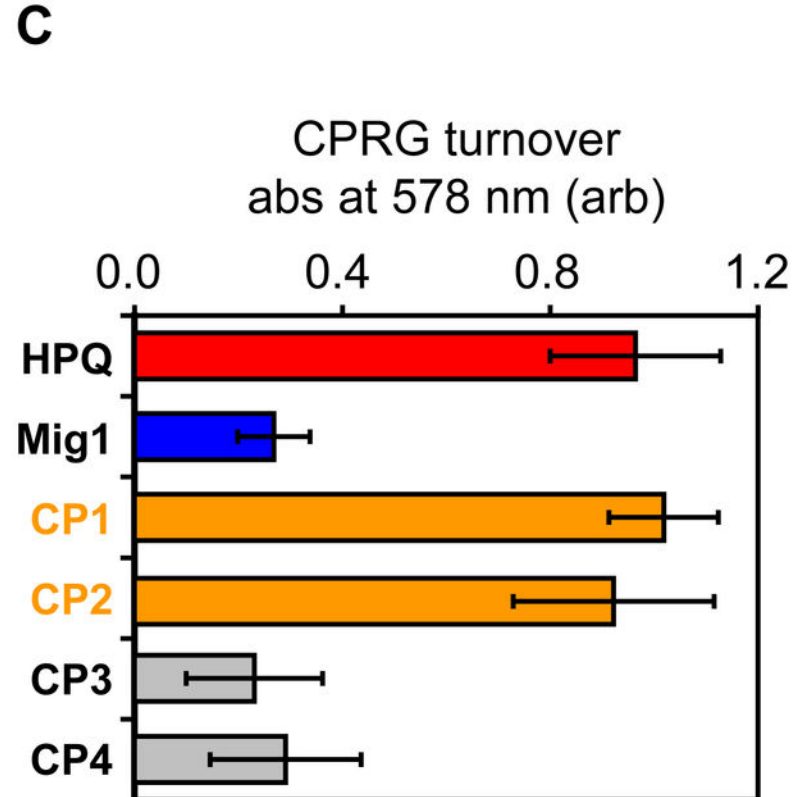 C
CPRG turnover
abs at 578 nm (arb)
0.0 0.4 0.8 1.2
HPQ
Mig1
CP1
CP2
CP3
CP4